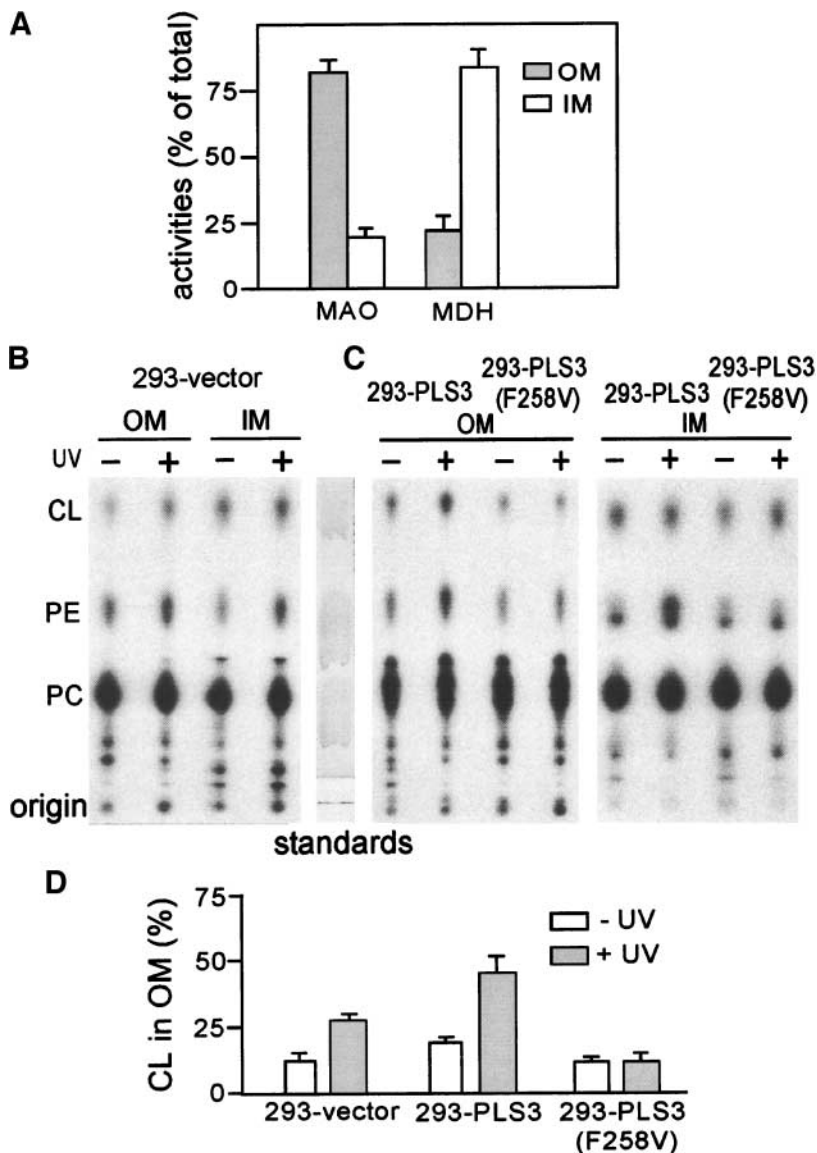 A
activities (% of total)
75
50
25
0
OM
IM
MAO MDH
B
293-vector
OM IM
UV − + − +
CL
PE
PC
origin
standards
C
293-PLS3 293-PLS3 (F258V)
OM
− + − +
293-PLS3 293-PLS3 (F258V)
IM
− + − +
D
CL in OM (%)
75
50
25
0
- UV
+ UV
293-vector 293-PLS3 293-PLS3
(F258V)